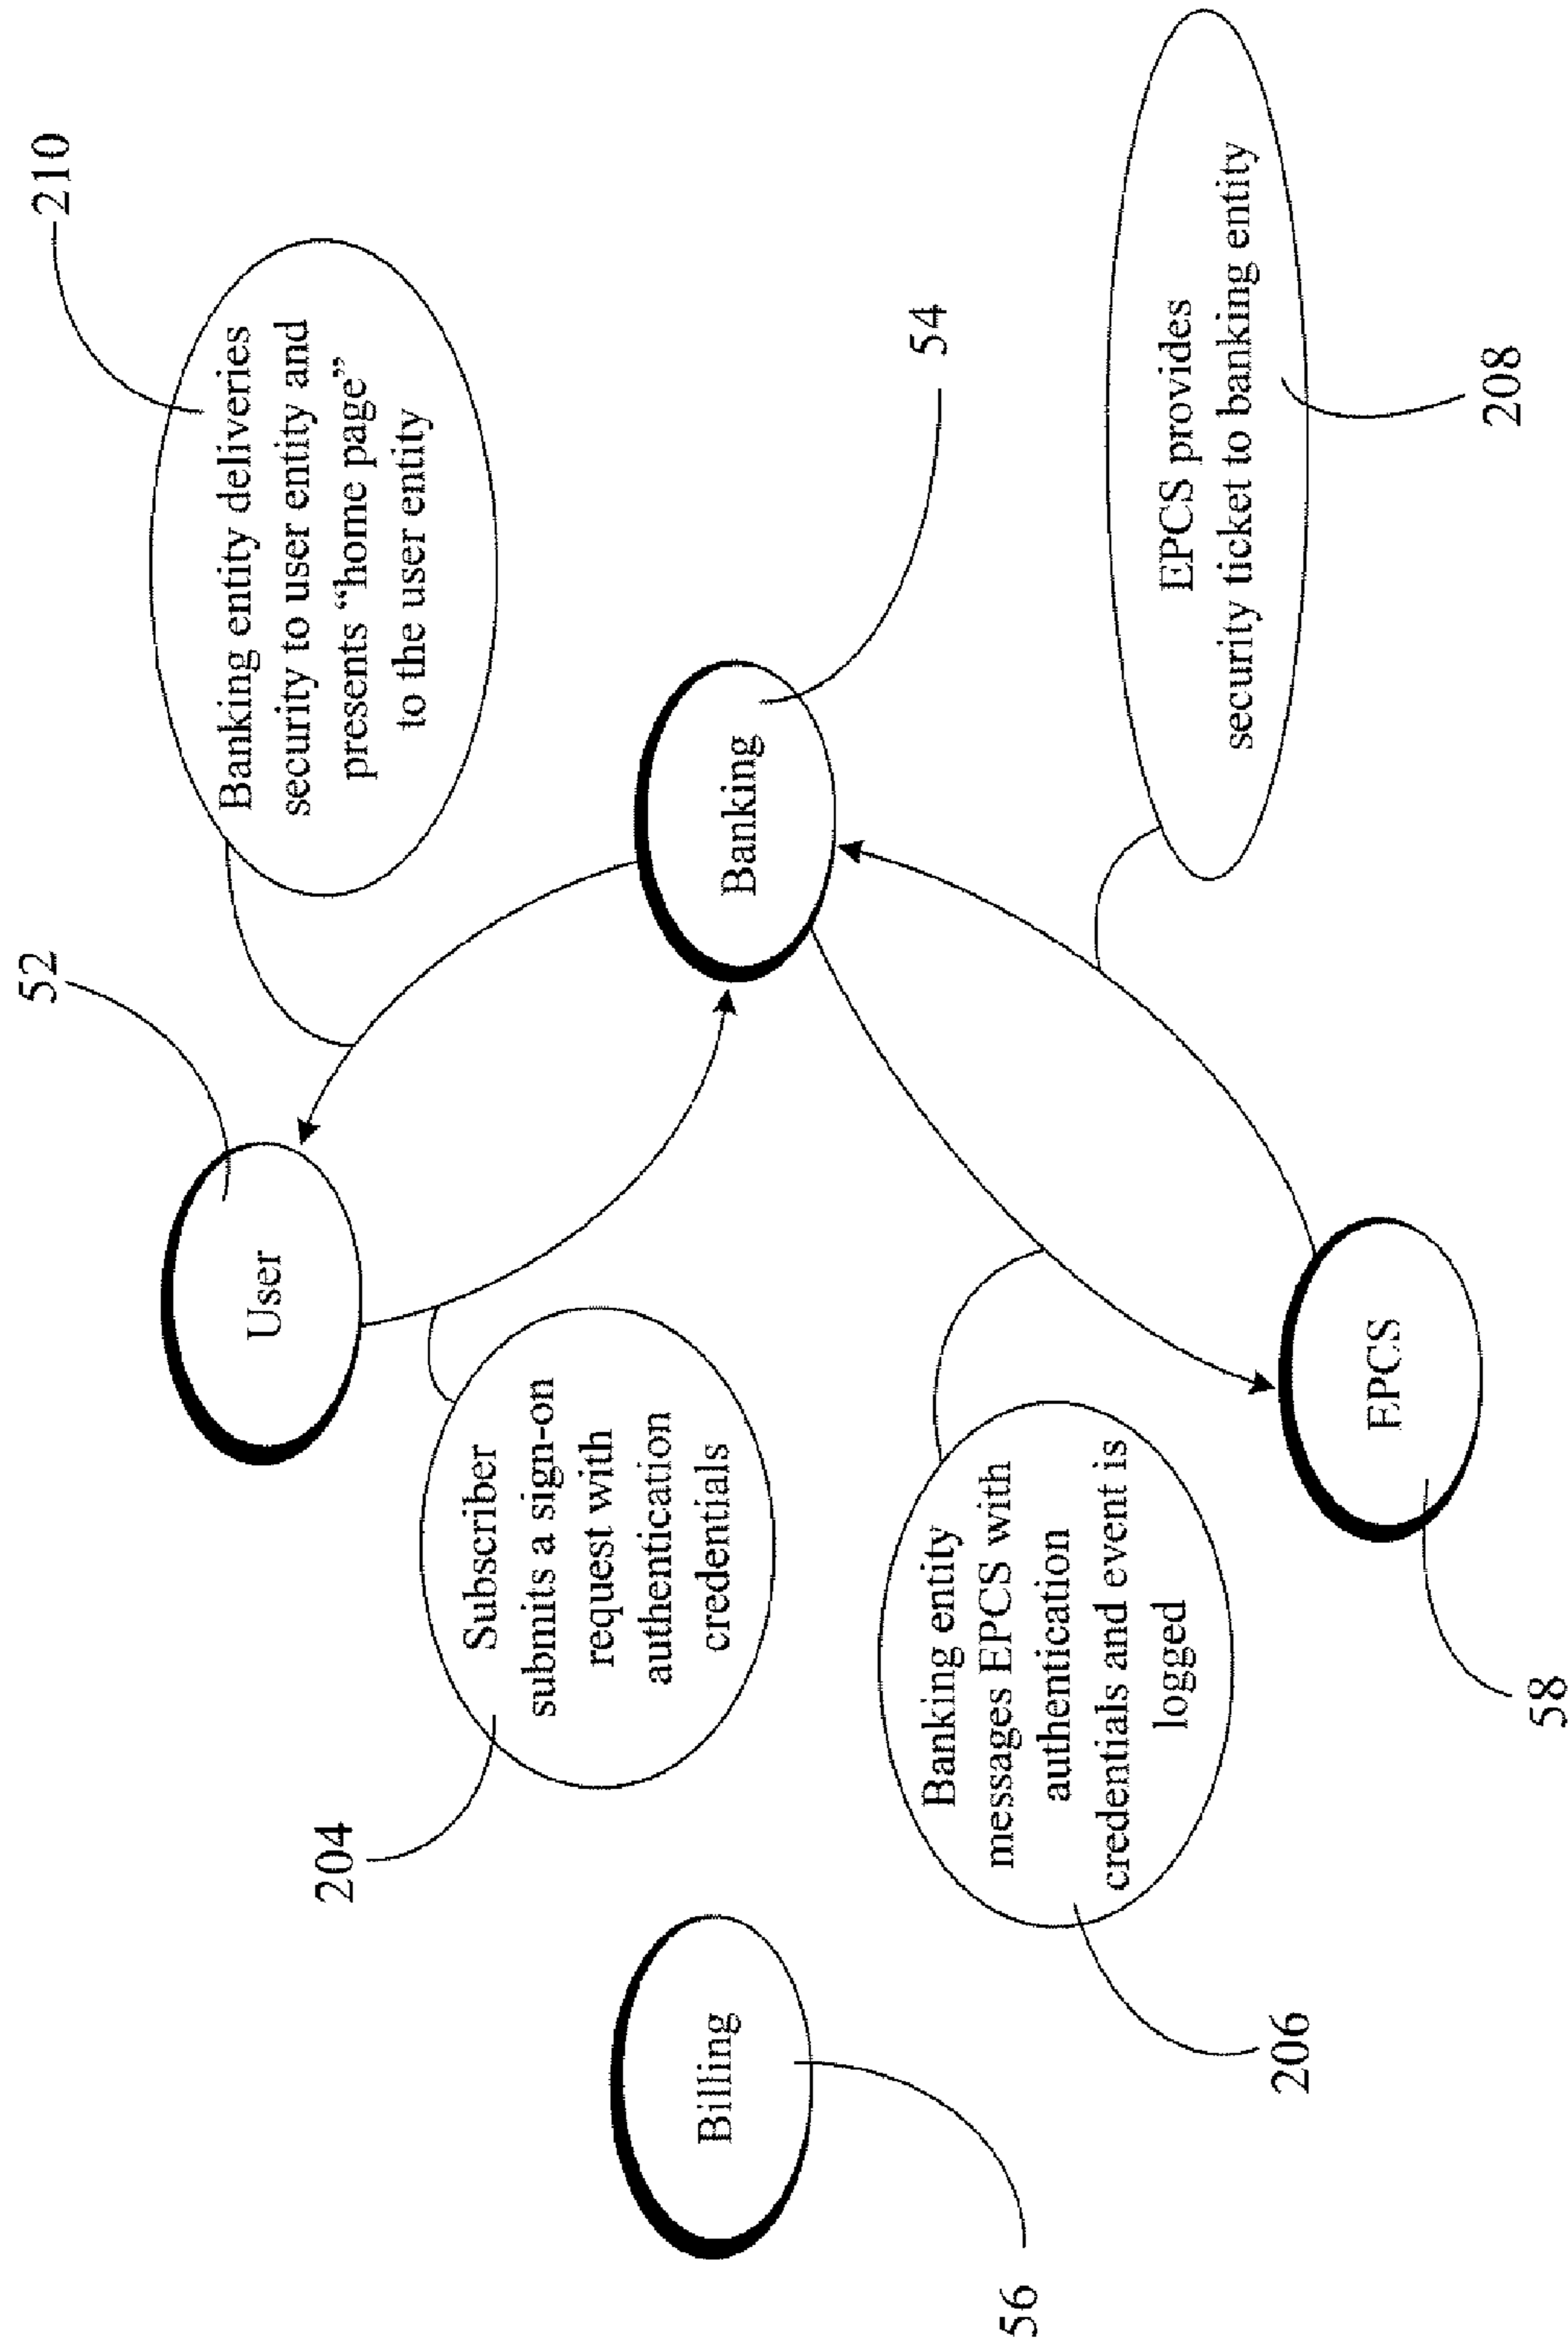 52
210
User
Banking entity deliveries
security to user entity and
presents “home page”
to the user entity
204
Subscriber
submits a sign-on
request with
authentication
credentials
Billing
56
Banking
54
Banking entity
messages EPCS with
authentication
credentials and event is
logged
206
EPCS
58
EPCS provides
security ticket to banking entity
208